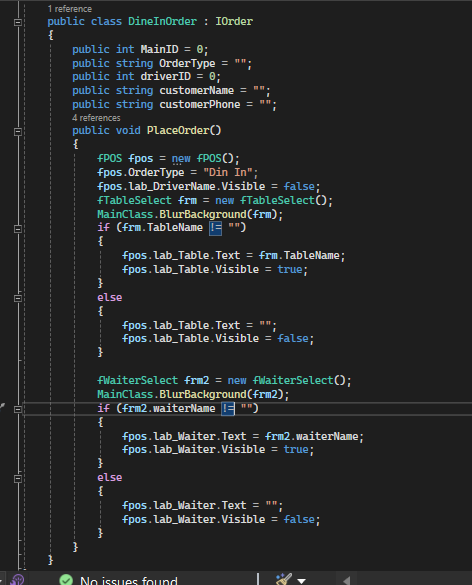 1 reference
public class DineInOrder : IOrder
{
public int MainID = 0;
public string OrderType = "";
public int driverID = 0;
public string customerName = "";
public string customerPhone = "";
4 references
public void PlaceOrder()
{
fPOS fpos = new fPOS();
fpos.OrderType = "Din In";
fpos.lab_DriverName.Visible = false;
fTableSelect frm = new fTableSelect();
MainClass.BlurBackground(frm);
if (frm.TableName != "")
{
fpos.lab_Table.Text = frm.TableName;
fpos.lab_Table.Visible = true;
}
else
{
fpos.lab_Table.Text = "";
fpos.lab_Table.Visible = false;
}
fWaiterSelect frm2 = new fWaiterSelect();
MainClass.BlurBackground(frm2);
if (frm2.waiterName != "")
{
fpos.lab_Waiter.Text = frm2.waiterName;
fpos.lab_Waiter.Visible = true;
}
else
{
fpos.lab_Waiter.Text = "";
fpos.lab_Waiter.Visible = false;
}
}
}
No issues found